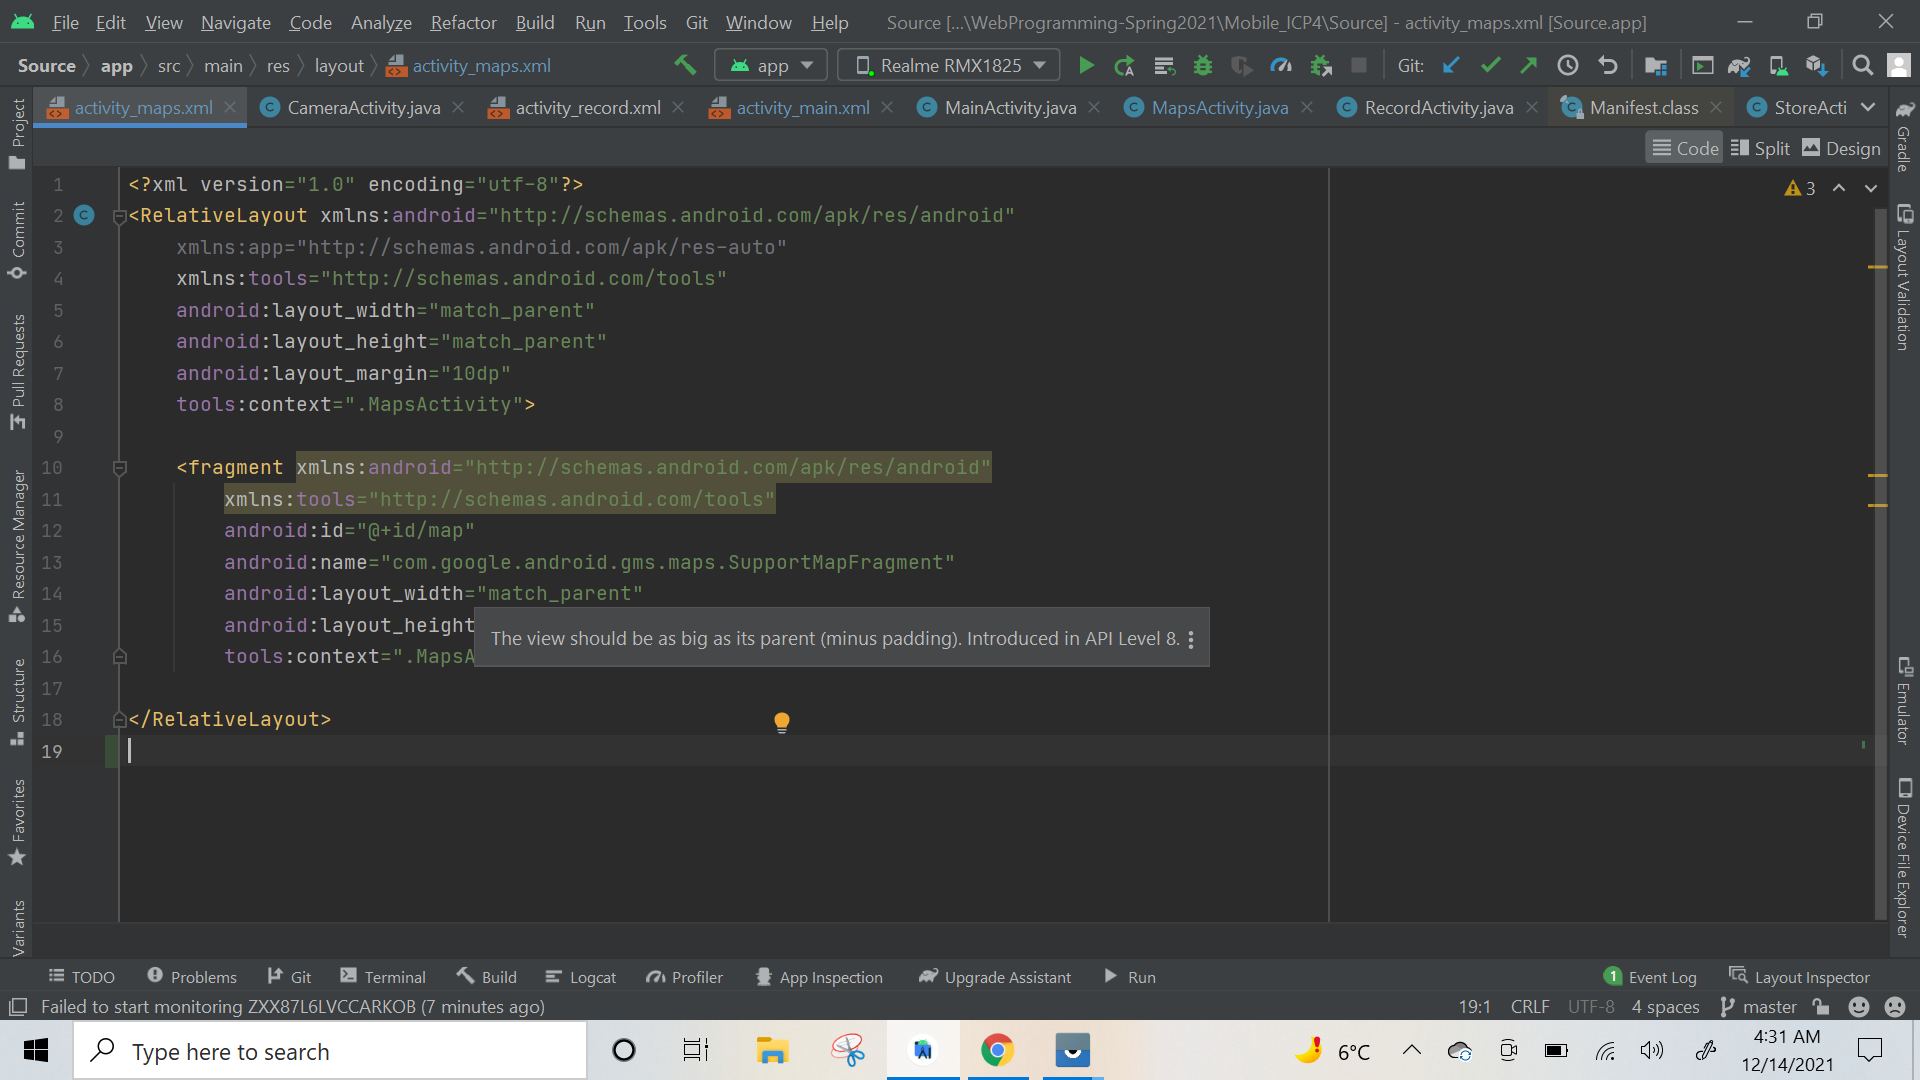 File Edit View Navigate Code Analyze Refactor Build Run Tools Git Window Help Source [...\WebProgramming-Spring2021\Mobile_ICP4\Source] - activity_maps.xml [Source.app]
Source app src main res layout activity_maps.xml app Realme RMX1825 Git:
activity_maps.xml CameraActivity.java activity_record.xml activity_main.xml MainActivity.java MapsActivity.java RecordActivity.java Manifest.class StoreActi
Code Split Design
3
1 <?xml version="1.0" encoding="utf-8"?>
2 <RelativeLayout xmlns:android="http://schemas.android.com/apk/res/android"
3 xmlns:app="http://schemas.android.com/apk/res-auto"
4 xmlns:tools="http://schemas.android.com/tools"
5 android:layout_width="match_parent"
6 android:layout_height="match_parent"
7 android:layout_margin="10dp"
8 tools:context=".MapsActivity">
9
10 <fragment xmlns:android="http://schemas.android.com/apk/res/android"
11 xmlns:tools="http://schemas.android.com/tools"
12 android:id="@+id/map"
13 android:name="com.google.android.gms.maps.SupportMapFragment"
14 android:layout_width="match_parent"
15 android:layout_height
The view should be as big as its parent (minus padding). Introduced in API Level 8.
16 tools:context=".MapsA
17
18 </RelativeLayout>
19
Project
Commit
Pull Requests
Resource Manager
Structure
Favorites
Variants
Gradle
Layout Validation
Emulator
Device File Explorer
TODO Problems Git Terminal Build Logcat Profiler App Inspection Upgrade Assistant Run 1 Event Log Layout Inspector
Failed to start monitoring ZXX87L6LVCCARKOB (7 minutes ago) 19:1 CRLF UTF-8 4 spaces master
Type here to search 6°C 4:31 AM
12/14/2021